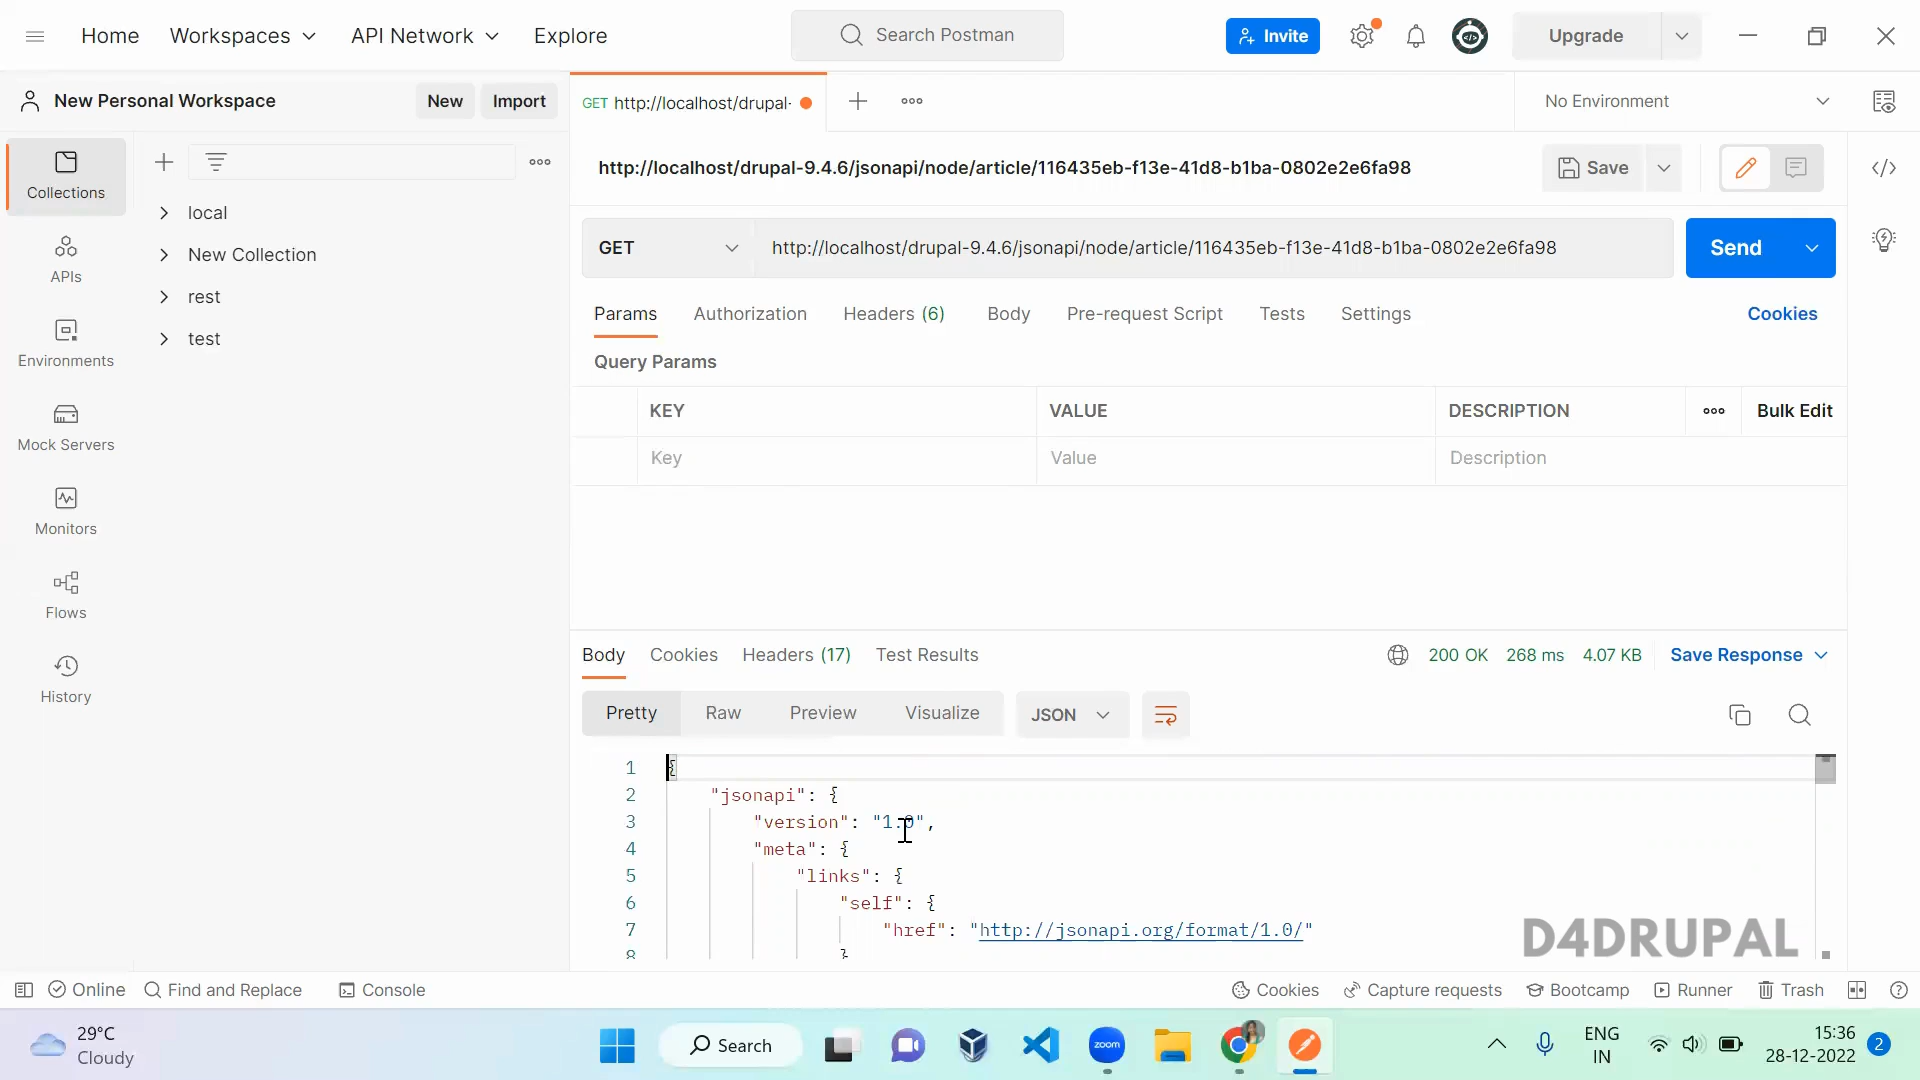 Home Workspaces API Network Explore Search Postman Invite Upgrade
New Personal Workspace New Import GET http://localhost/drupal- No Environment
Collections
APIs
Environments
Mock Servers
Monitors
Flows
History
local
New Collection
rest
test
http://localhost/drupal-9.4.6/jsonapi/node/article/116435eb-f13e-41d8-b1ba-0802e2e6fa98 Save
GET http://localhost/drupal-9.4.6/jsonapi/node/article/116435eb-f13e-41d8-b1ba-0802e2e6fa98 Send
Params Authorization Headers (6) Body Pre-request Script Tests Settings Cookies
Query Params
KEY VALUE DESCRIPTION Bulk Edit
Key Value Description
Body Cookies Headers (17) Test Results 200 OK 268 ms 4.07 KB Save Response
Pretty Raw Preview Visualize JSON
1 {
2 "jsonapi": {
3 "version": "1.0",
4 "meta": {
5 "links": {
6 "self": {
7 "href": "http://jsonapi.org/format/1.0/"
8 }
D4DRUPAL
Online Find and Replace Console Cookies Capture requests Bootcamp Runner Trash
29°C
Cloudy
Search
zoom
ENG
IN
15:36
28-12-2022
2